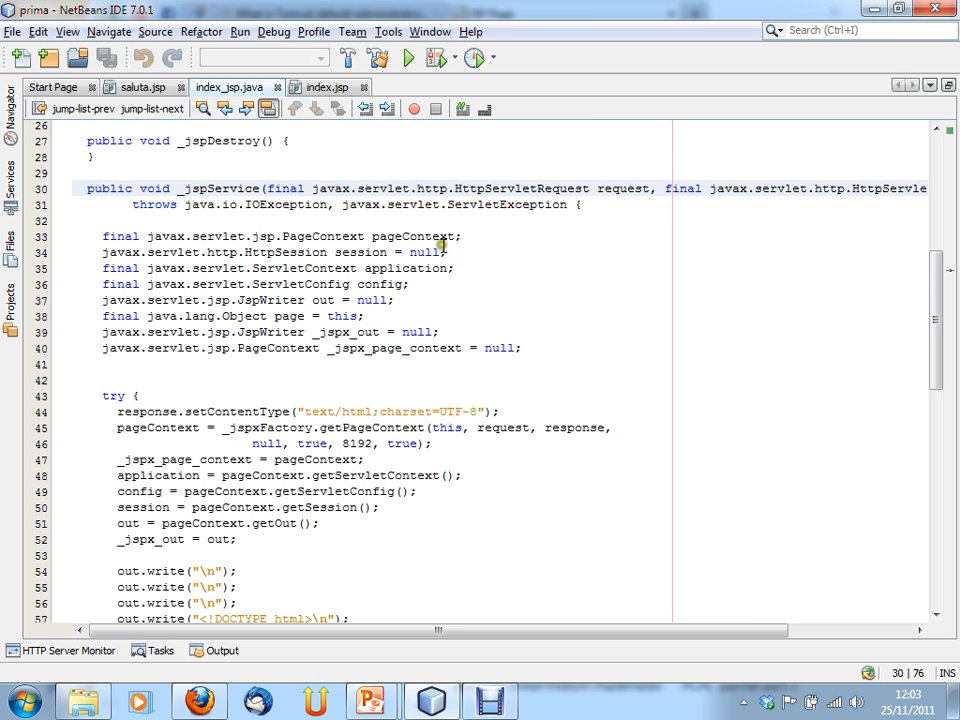 prima - NetBeans IDE 7.0.1
File Edit View Navigate Source Refactor Run Debug Profile Team Tools Window Help
Search (Ctrl+I)
Start Page saluta.jsp index_jsp.java index.jsp
jump-list-prev jump-list-next
Navigator
Services
Files
Projects
26
27 public void _jspDestroy() {
28 }
29
30 public void _jspService(final javax.servlet.http.HttpServletRequest request, final javax.servlet.http.HttpServle
31 throws java.io.IOException, javax.servlet.ServletException {
32
33 final javax.servlet.jsp.PageContext pageContext;
34 javax.servlet.http.HttpSession session = null;
35 final javax.servlet.ServletContext application;
36 final javax.servlet.ServletConfig config;
37 javax.servlet.jsp.JspWriter out = null;
38 final java.lang.Object page = this;
39 javax.servlet.jsp.JspWriter _jspx_out = null;
40 javax.servlet.jsp.PageContext _jspx_page_context = null;
41
42
43 try {
44 response.setContentType("text/html;charset=UTF-8");
45 pageContext = _jspxFactory.getPageContext(this, request, response,
46 null, true, 8192, true);
47 _jspx_page_context = pageContext;
48 application = pageContext.getServletContext();
49 config = pageContext.getServletConfig();
50 session = pageContext.getSession();
51 out = pageContext.getOut();
52 _jspx_out = out;
53
54 out.write("\n");
55 out.write("\n");
56 out.write("\n");
57 out.write("<!DOCTYPE html>\n");
HTTP Server Monitor Tasks Output
30 | 76 INS
12:03
25/11/2011